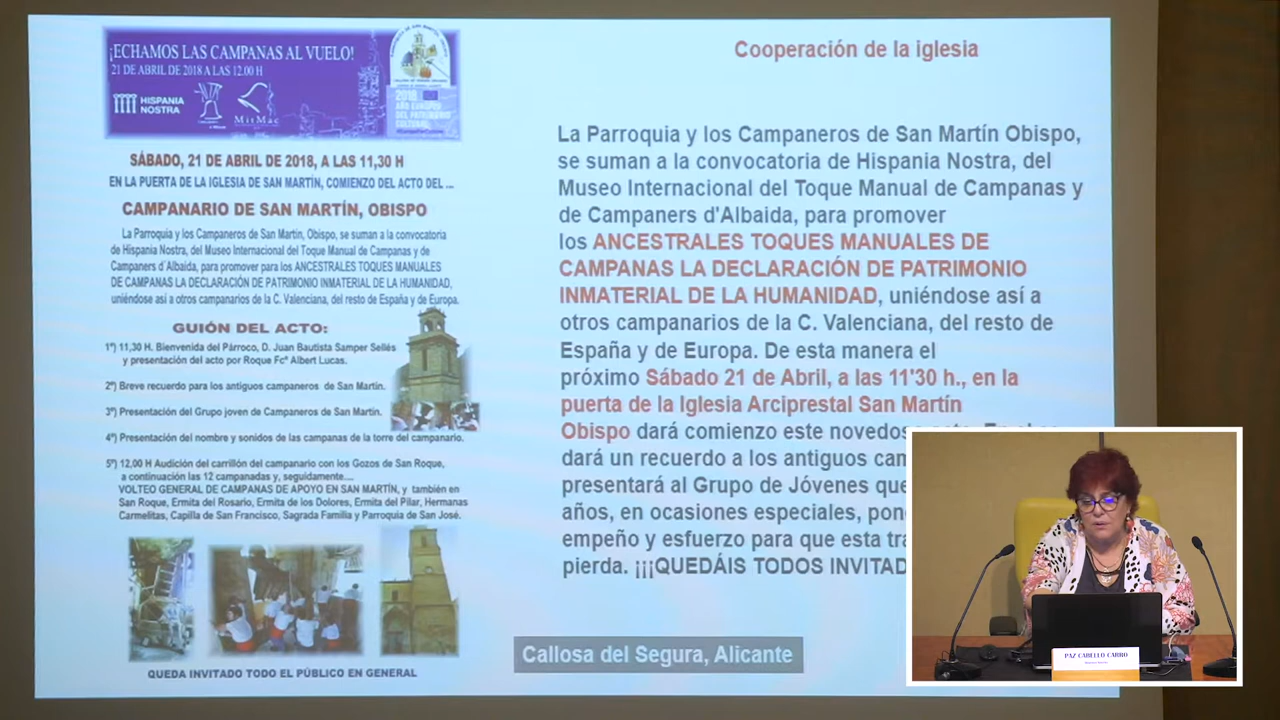 ¡ECHAMOS LAS CAMPANAS AL VUELO!
21 DE ABRIL DE 2018 A LAS 12.00 H
HISPANIA
NOSTRA
MitMac
2018
AÑO EUROPEO
DEL PATRIMONIO
CULTURAL
SÁBADO, 21 DE ABRIL DE 2018, A LAS 11,30 H
EN LA PUERTA DE LA IGLESIA DE SAN MARTÍN, COMIENZO DEL ACTO DEL ...
CAMPANARIO DE SAN MARTÍN, OBISPO
La Parroquia y los Campaneros de San Martín, Obispo, se suman a la convocatoria
de Hispania Nostra, del Museo Internacional del Toque Manual de Campanas y de
Campaners d´Albaida, para promover para los ANCESTRALES TOQUES MANUALES
DE CAMPANAS LA DECLARACIÓN DE PATRIMONIO INMATERIAL DE LA HUMANIDAD,
uniéndose así a otros campanarios de la C. Valenciana, del resto de España y de Europa.
GUIÓN DEL ACTO:
1º) 11,30 H. Bienvenida del Párroco, D. Juan Bautista Samper Sellés
y presentación del acto por Roque Fcº Albert Lucas.
2º) Breve recuerdo para los antiguos campaneros de San Martín.
3º) Presentación del Grupo joven de Campaneros de San Martín.
4º) Presentación del nombre y sonidos de las campanas de la torre del campanario.
5º) 12,00 H Audición del carrillón del campanario con los Gozos de San Roque,
a continuación las 12 campanadas y, seguidamente....
VOLTEO GENERAL DE CAMPANAS DE APOYO EN SAN MARTÍN, y también en
San Roque, Ermita del Rosario, Ermita de los Dolores, Ermita del Pilar, Hermanas
Carmelitas, Capilla de San Francisco, Sagrada Familia y Parroquia de San José.
QUEDA INVITADO TODO EL PÚBLICO EN GENERAL
Cooperación de la iglesia
La Parroquia y los Campaneros de San Martín Obispo,
se suman a la convocatoria de Hispania Nostra, del
Museo Internacional del Toque Manual de Campanas y
de Campaners d'Albaida, para promover
los ANCESTRALES TOQUES MANUALES DE
CAMPANAS LA DECLARACIÓN DE PATRIMONIO
INMATERIAL DE LA HUMANIDAD, uniéndose así a
otros campanarios de la C. Valenciana, del resto de
España y de Europa. De esta manera el
próximo Sábado 21 de Abril, a las 11'30 h., en la
puerta de la Iglesia Arciprestal San Martín
Obispo dará comienzo este
dará un recuerdo a los antiguos
presentará al Grupo de Jóvenes que
años, en ocasiones especiales,
empeño y esfuerzo para que esta
pierda. ¡¡¡QUEDÁIS TODOS
Callosa del Segura, Alicante
PAZ CABELLO CARRO